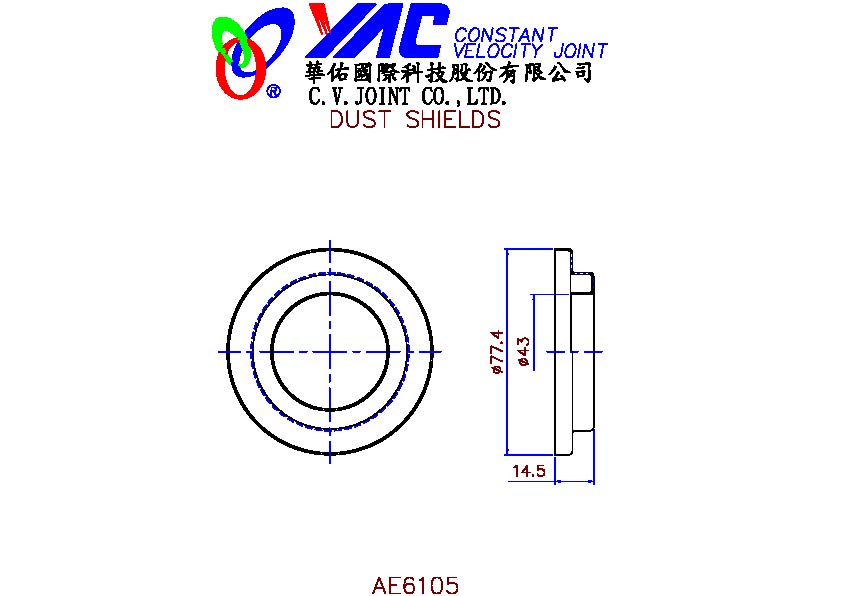 YAC CONSTANT
VELOCITY JOINT
®
華佑國際科技股份有限公司
C.V.JOINT CO.,LTD.
DUST SHIELDS
ø77.4
ø43
14.5
AE6105